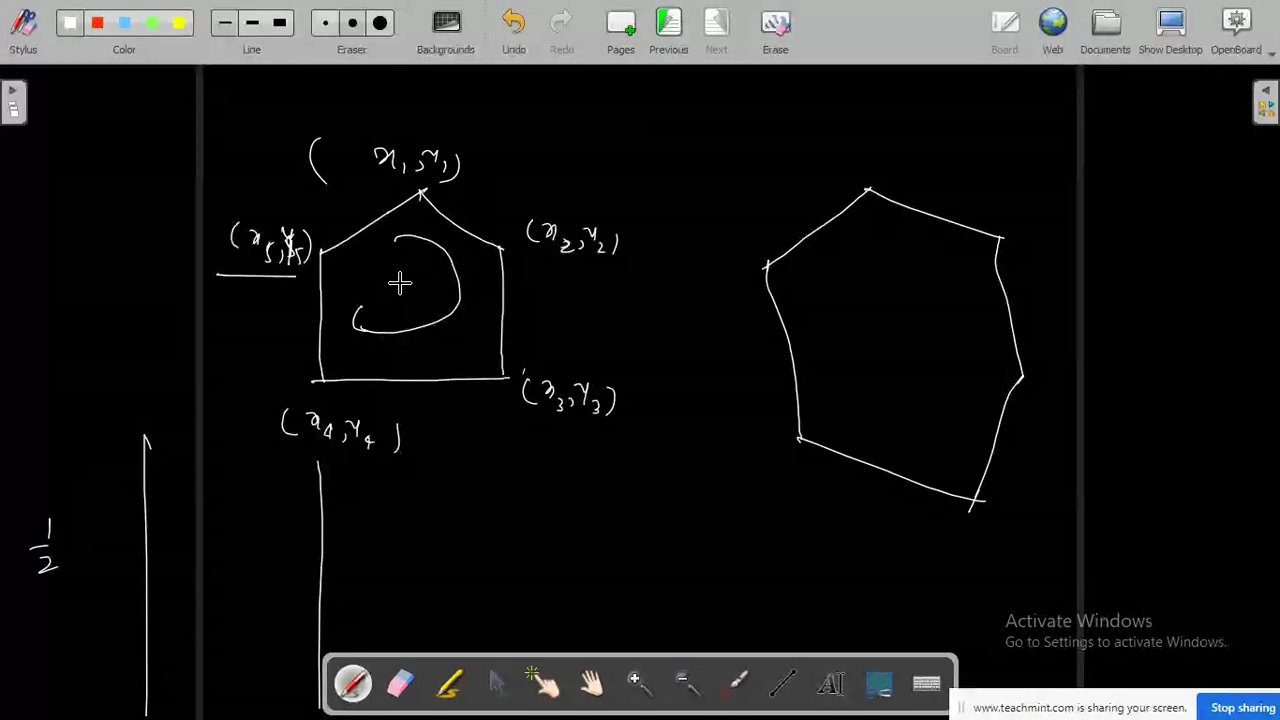 Stylus
Color
Line
Eraser
Backgrounds
Undo
Redo
Pages
Previous
Next
Erase
Board
Web
Documents
Show Desktop
OpenBoard
( x₁, y₁)
(x₅, y₅)
(x₂, y₂)
(x₃, y₃)
(x₄, y₄ )
1
2
Activate Windows
Go to Settings to activate Windows.
www.teachmint.com is sharing your screen.
Stop sharing